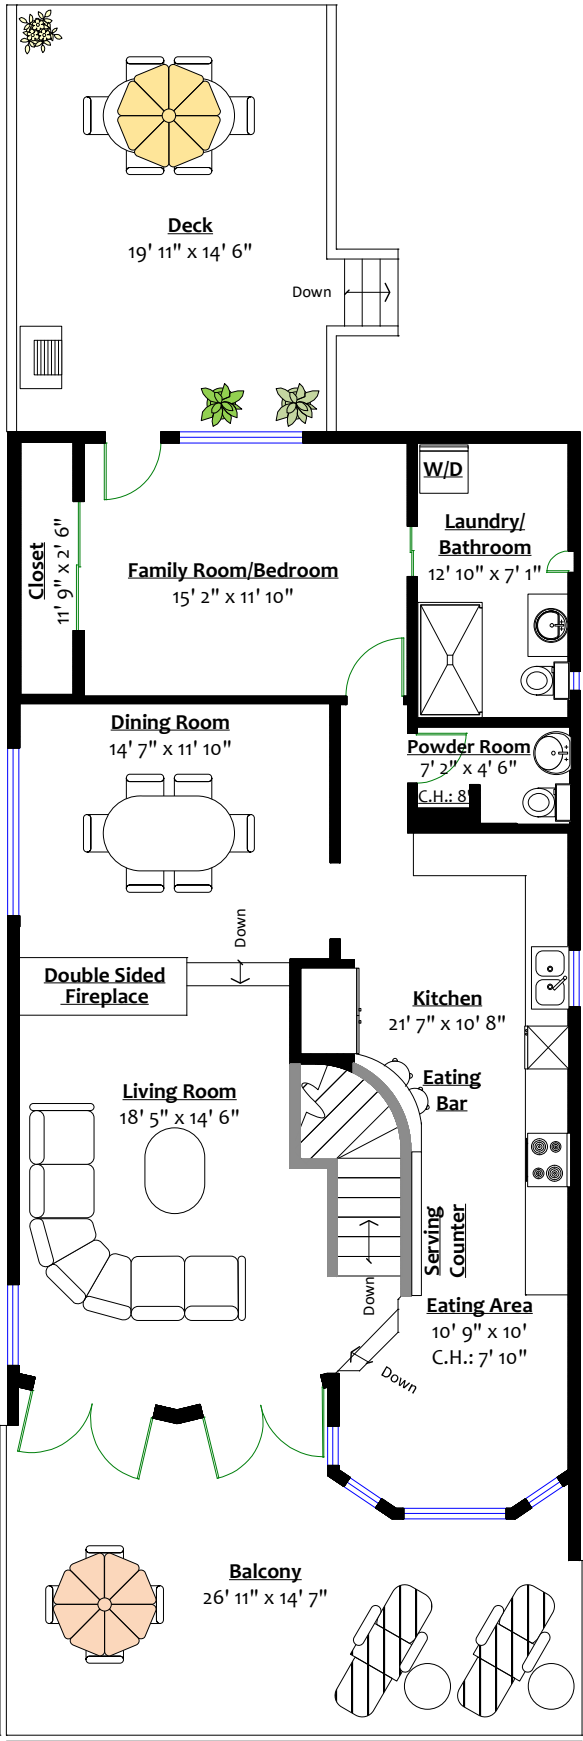 Deck
19' 11" x 14' 6"
Down
W/D
Laundry/
Bathroom
12' 10" x 7' 1"
Closet
11' 9" x 2' 6"
Family Room/Bedroom
15' 2" x 11' 10"
Dining Room
14' 7" x 11' 10"
Powder Room
7' 2" x 4' 6"
C.H.: 8'
Down
Double Sided
Fireplace
Kitchen
21' 7" x 10' 8"
Eating
Bar
Living Room
18' 5" x 14' 6"
Serving
Counter
Down
Eating Area
10' 9" x 10'
C.H.: 7' 10"
Down
Balcony
26' 11" x 14' 7"